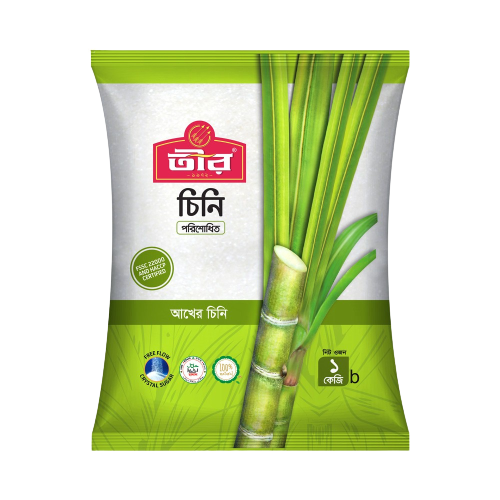 তীর
চিনি
পরিশোধিত
FSSC 22000
AND HACCP
CERTIFIED
আখের চিনি
FREE FLOW
CRYSTAL SUGAR
100%
নিট ওজন
১
কেজি
b